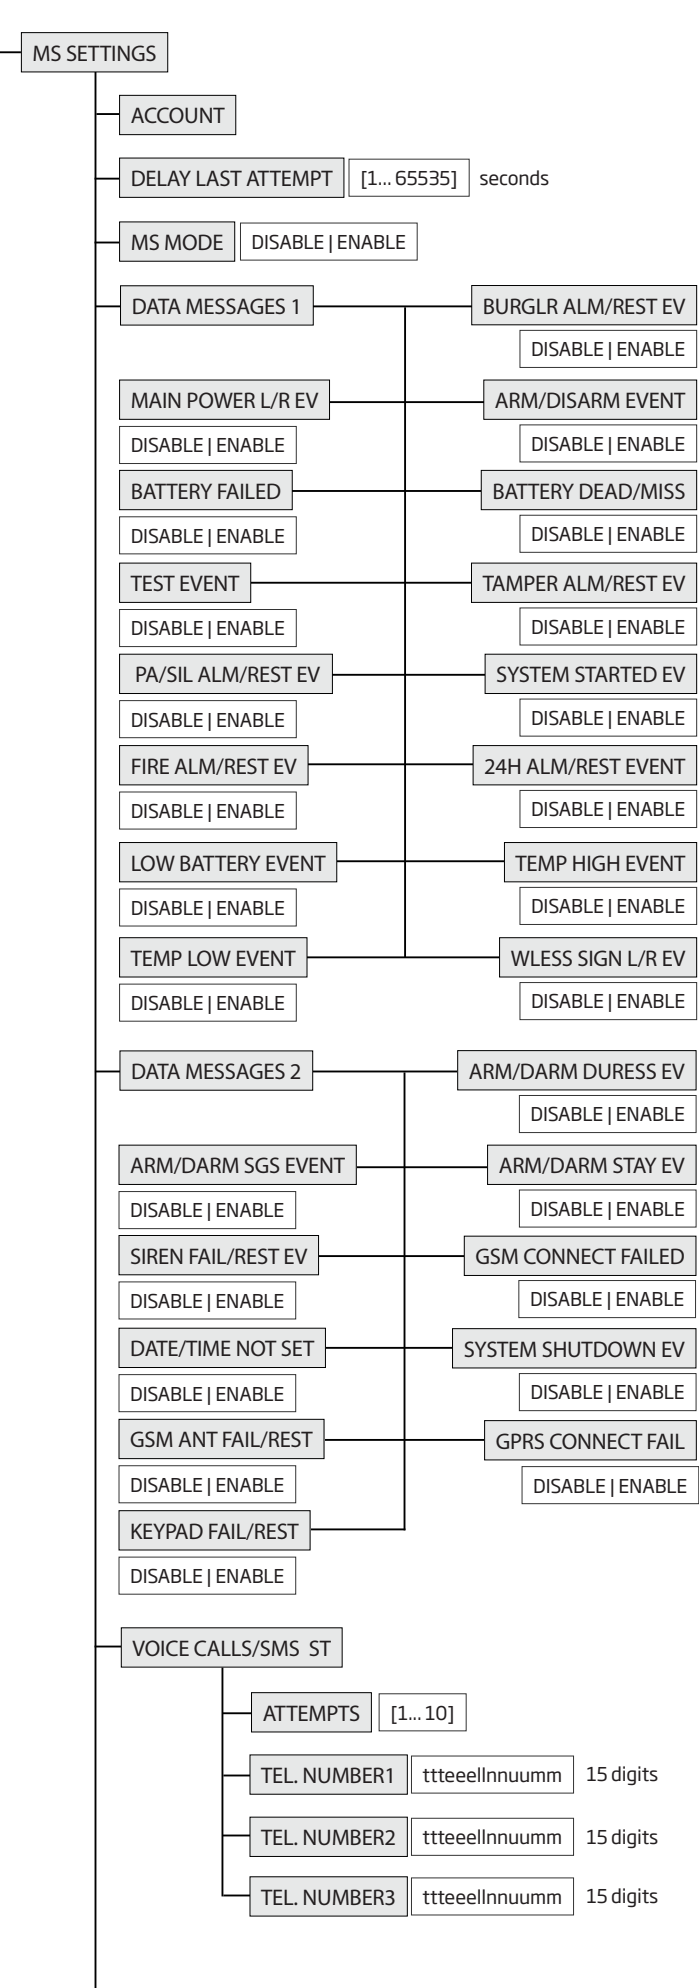 MS SETTINGS
ACCOUNT
DELAY LAST ATTEMPT [1... 65535] seconds
MS MODE DISABLE | ENABLE
DATA MESSAGES 1 BURGLR ALM/REST EV
DISABLE | ENABLE
MAIN POWER L/R EV ARM/DISARM EVENT
DISABLE | ENABLE DISABLE | ENABLE
BATTERY FAILED BATTERY DEAD/MISS
DISABLE | ENABLE DISABLE | ENABLE
TEST EVENT TAMPER ALM/REST EV
DISABLE | ENABLE DISABLE | ENABLE
PA/SIL ALM/REST EV SYSTEM STARTED EV
DISABLE | ENABLE DISABLE | ENABLE
FIRE ALM/REST EV 24H ALM/REST EVENT
DISABLE | ENABLE DISABLE | ENABLE
LOW BATTERY EVENT TEMP HIGH EVENT
DISABLE | ENABLE DISABLE | ENABLE
TEMP LOW EVENT WLESS SIGN L/R EV
DISABLE | ENABLE DISABLE | ENABLE
DATA MESSAGES 2 ARM/DARM DURESS EV
DISABLE | ENABLE
ARM/DARM SGS EVENT ARM/DARM STAY EV
DISABLE | ENABLE DISABLE | ENABLE
SIREN FAIL/REST EV GSM CONNECT FAILED
DISABLE | ENABLE DISABLE | ENABLE
DATE/TIME NOT SET SYSTEM SHUTDOWN EV
DISABLE | ENABLE DISABLE | ENABLE
GSM ANT FAIL/REST GPRS CONNECT FAIL
DISABLE | ENABLE DISABLE | ENABLE
KEYPAD FAIL/REST
DISABLE | ENABLE
VOICE CALLS/SMS ST
ATTEMPTS [1... 10]
TEL. NUMBER1 ttteeellnnuumm 15 digits
TEL. NUMBER2 ttteeellnnuumm 15 digits
TEL. NUMBER3 ttteeellnnuumm 15 digits